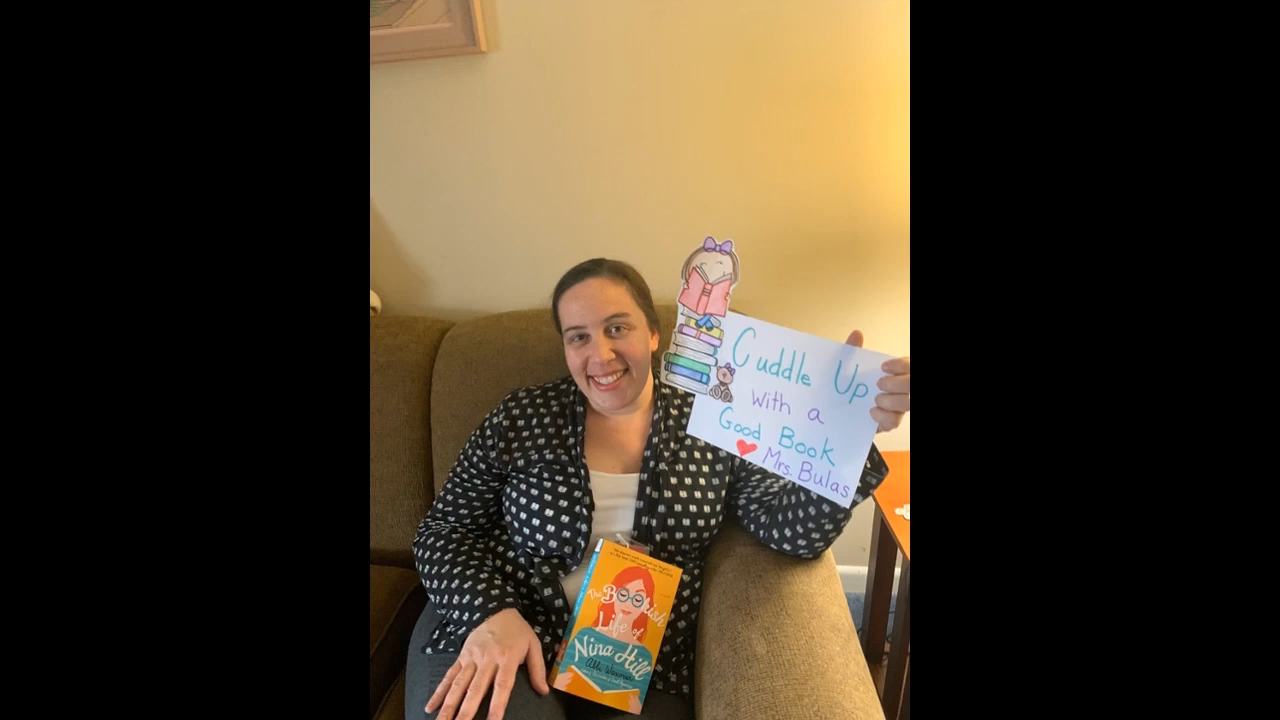 Cuddle Up
with a
Good Book
Mrs. Bulas
The Bookish
Life of
Nina Hill
Abbi Waxman